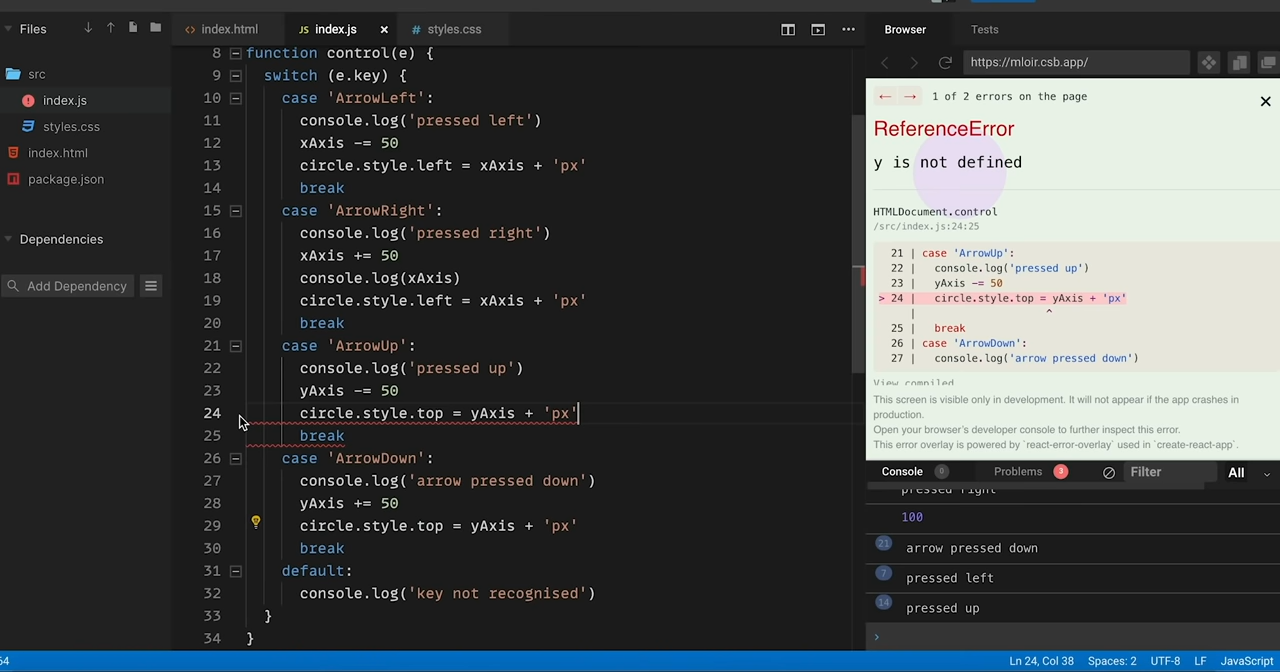 Files
index.html
JS index.js ×
# styles.css
Browser
Tests
https://mloir.csb.app/
src
index.js
styles.css
index.html
package.json
Dependencies
Add Dependency
8 function control(e) {
9 switch (e.key) {
10 case 'ArrowLeft':
11 console.log('pressed left')
12 xAxis -= 50
13 circle.style.left = xAxis + 'px'
14 break
15 case 'ArrowRight':
16 console.log('pressed right')
17 xAxis += 50
18 console.log(xAxis)
19 circle.style.left = xAxis + 'px'
20 break
21 case 'ArrowUp':
22 console.log('pressed up')
23 yAxis -= 50
24 circle.style.top = yAxis + 'px'
25 break
26 case 'ArrowDown':
27 console.log('arrow pressed down')
28 yAxis += 50
29 circle.style.top = yAxis + 'px'
30 break
31 default:
32 console.log('key not recognised')
33 }
34 }
← → 1 of 2 errors on the page
ReferenceError
y is not defined
HTMLDocument.control
/src/index.js:24:25
21 | case 'ArrowUp':
22 | console.log('pressed up')
23 | yAxis -= 50
> 24 | circle.style.top = yAxis + 'px'
| ^
25 | break
26 | case 'ArrowDown':
27 | console.log('arrow pressed down')
View compiled
This screen is visible only in development. It will not appear if the app crashes in
production.
Open your browser's developer console to further inspect this error.
This error overlay is powered by `react-error-overlay` used in `create-react-app`.
Console 0 Problems 3 Filter All
pressed right
100
21 arrow pressed down
7 pressed left
14 pressed up
64
Ln 24, Col 38 Spaces: 2 UTF-8 LF JavaScript